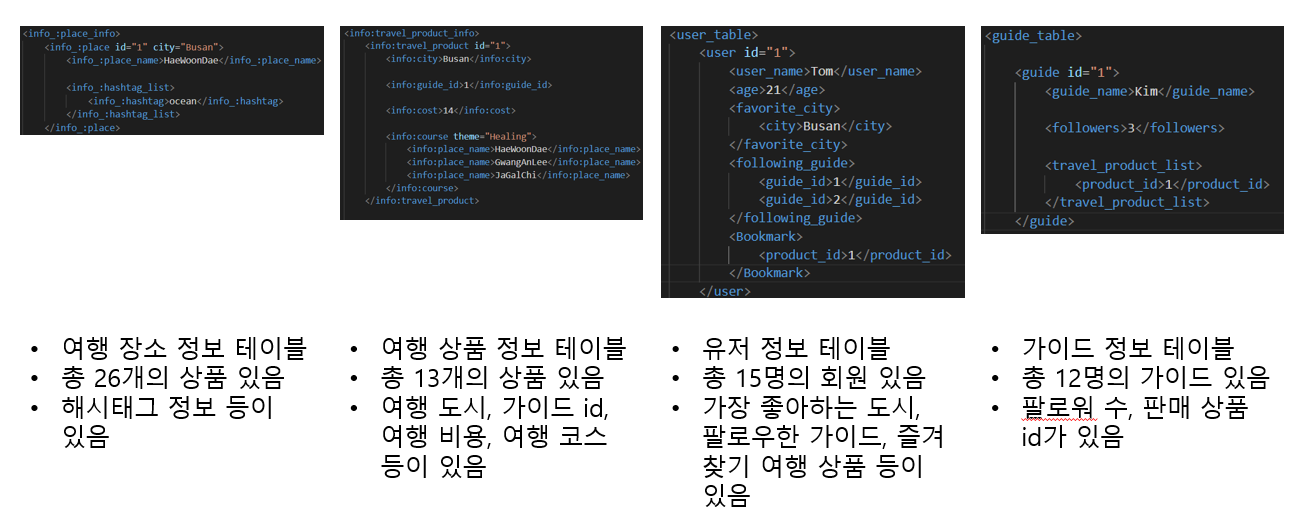 <info_:place_info>
<info_:place id="1" city="Busan">
<info_:place_name>HaeWoonDae</info_:place_name>
<info_:hashtag_list>
<info_:hashtag>ocean</info_:hashtag>
</info_:hashtag_list>
</info_:place>
<info:travel_product_info>
<info:travel_product id="1">
<info:city>Busan</info:city>
<info:guide_id>1</info:guide_id>
<info:cost>14</info:cost>
<info:course theme="Healing">
<info:place_name>HaeWoonDae</info:place_name>
<info:place_name>GwangAnLee</info:place_name>
<info:place_name>JaGalChi</info:place_name>
</info:course>
</info:travel_product>
<user_table>
<user id="1">
<user_name>Tom</user_name>
<age>21</age>
<favorite_city>
<city>Busan</city>
</favorite_city>
<following_guide>
<guide_id>1</guide_id>
<guide_id>2</guide_id>
</following_guide>
<Bookmark>
<product_id>1</product_id>
</Bookmark>
</user>
<guide_table>
<guide id="1">
<guide_name>Kim</guide_name>
<followers>3</followers>
<travel_product_list>
<product_id>1</product_id>
</travel_product_list>
</guide>
• 여행 장소 정보 테이블
• 총 26개의 상품 있음
• 해시태그 정보 등이
있음
• 여행 상품 정보 테이블
• 총 13개의 상품 있음
• 여행 도시, 가이드 id,
여행 비용, 여행 코스
등이 있음
• 유저 정보 테이블
• 총 15명의 회원 있음
• 가장 좋아하는 도시,
팔로우한 가이드, 즐겨
찾기 여행 상품 등이
있음
• 가이드 정보 테이블
• 총 12명의 가이드 있음
• 팔로워 수, 판매 상품
id가 있음